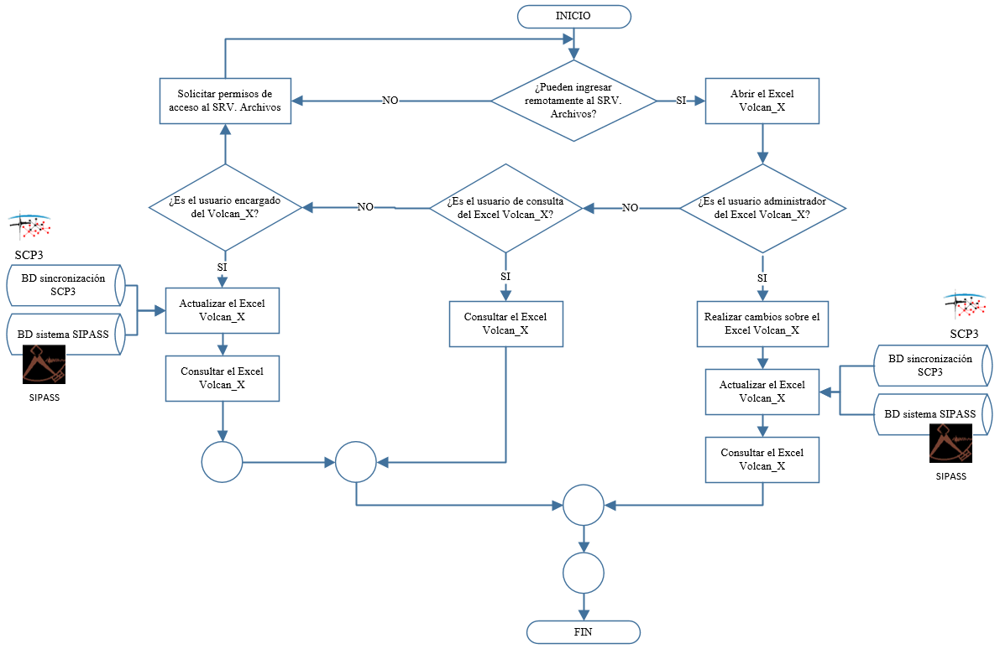 INICIO
¿Pueden ingresar
remotamente al SRV.
Archivos?
NO
SI
Solicitar permisos de
acceso al SRV. Archivos
Abrir el Excel
Volcan_X
¿Es el usuario encargado
del Volcan_X?
NO
¿Es el usuario de consulta
del Excel Volcan_X?
NO
¿Es el usuario administrador
del Excel Volcan_X?
SI
SI
SI
SCP3
BD sincronización
SCP3
BD sistema SIPASS
SIPASS
Actualizar el Excel
Volcan_X
Consultar el Excel
Volcan_X
Consultar el Excel
Volcan_X
Realizar cambios sobre el
Excel Volcan_X
Actualizar el Excel
Volcan_X
Consultar el Excel
Volcan_X
SCP3
BD sincronización
SCP3
BD sistema SIPASS
SIPASS
FIN